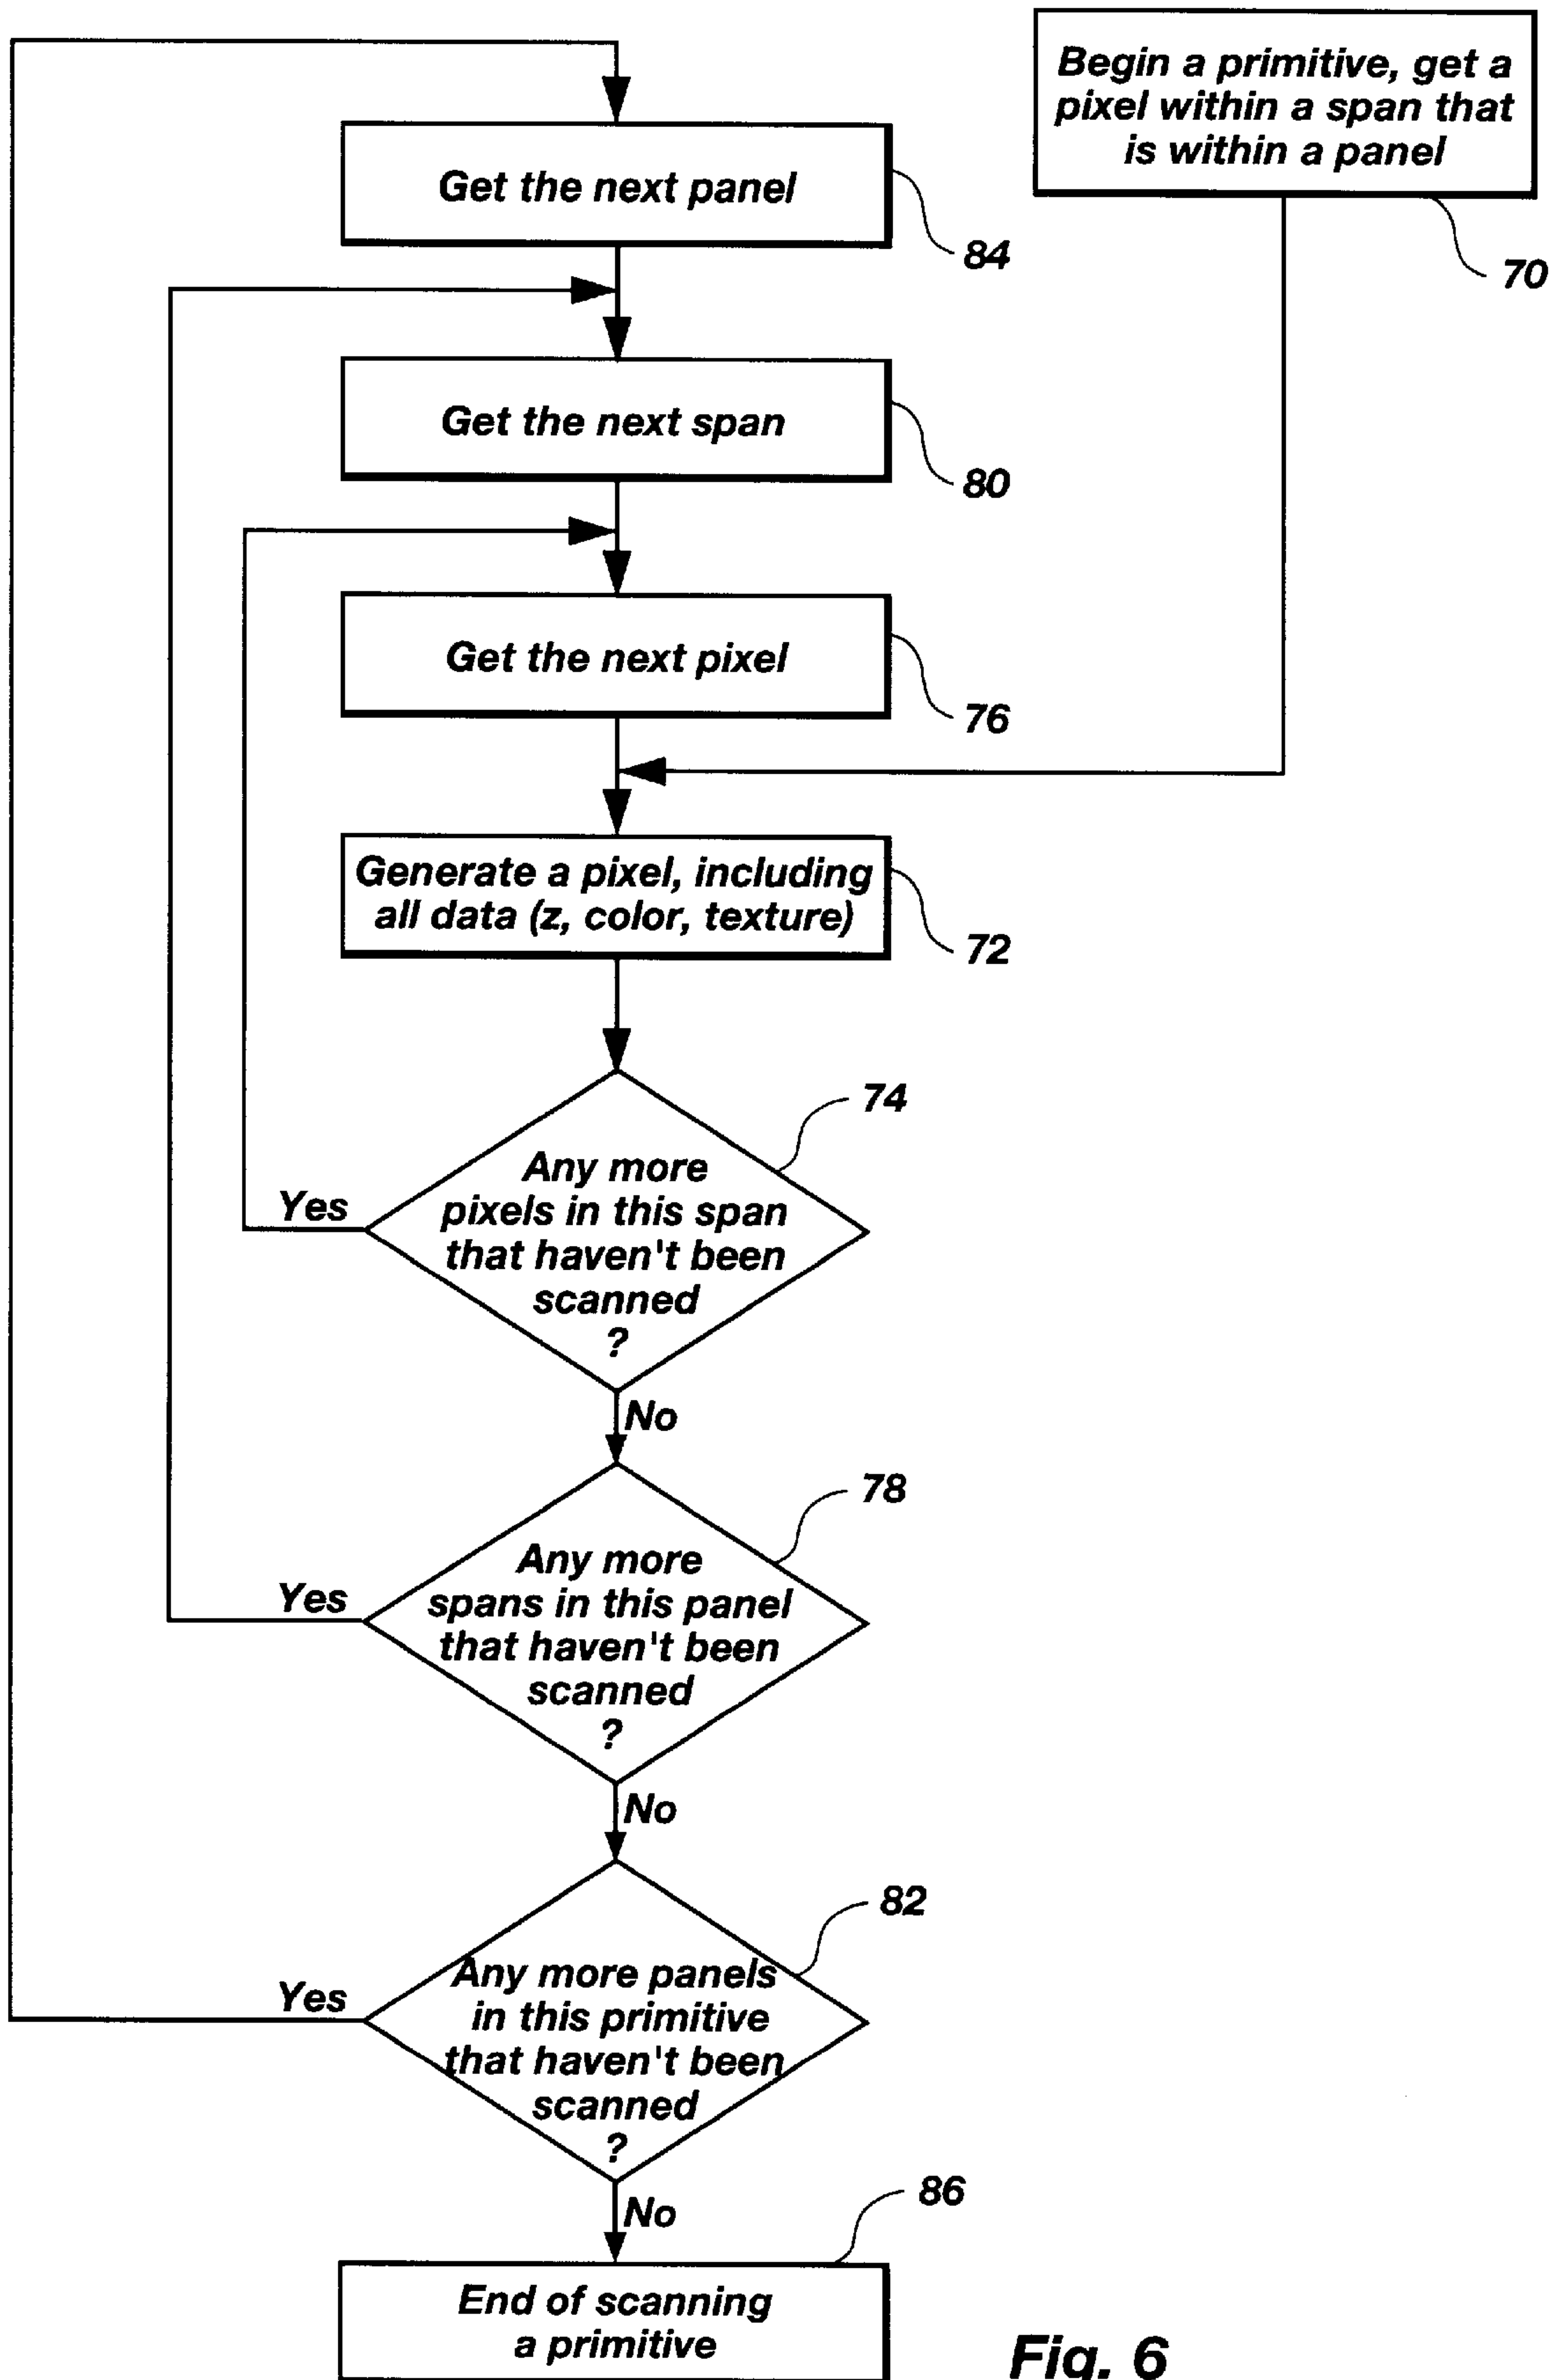 Begin a primitive, get a
pixel within a span that
is within a panel
70
Get the next panel
84
Get the next span
80
Get the next pixel
76
Generate a pixel, including
all data (z, color, texture)
72
74
Any more
pixels in this span
that haven't been
scanned
?
Yes
No
78
Any more
spans in this panel
that haven't been
scanned
?
Yes
No
82
Any more panels
in this primitive
that haven't been
scanned
?
Yes
No
86
End of scanning
a primitive
Fig. 6